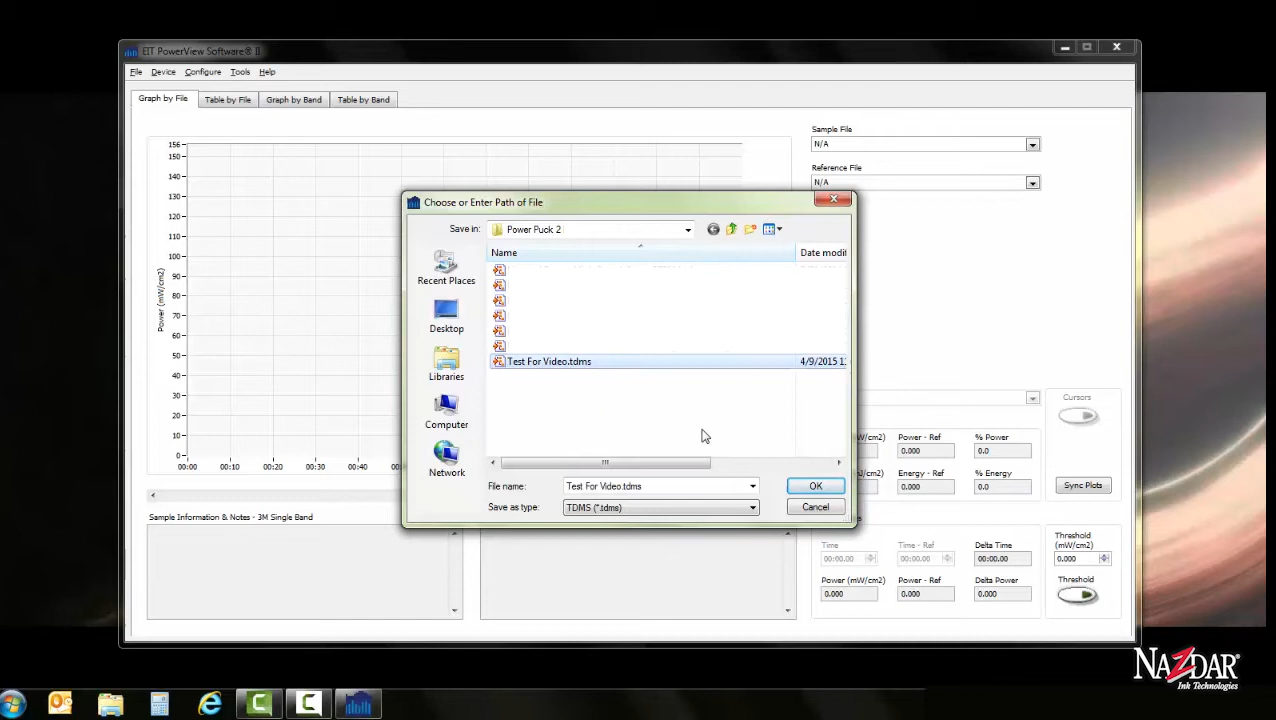 EIT PowerView Software® II
File Device Configure Tools Help
Graph by File Table by File Graph by Band Table by Band
Sample File
N/A
Reference File
N/A
156
150
140
130
120
110
100
90
80
70
60
50
40
30
20
10
0
Power (mW/cm2)
00:00 00:10 00:20 00:30 00:40
Choose or Enter Path of File
Save in: Power Puck 2
Name Date modif
Recent Places
Desktop
Libraries
Computer
Network
Test For Video.tdms 4/9/2015 1
File name: Test For Video.tdms OK
Save as type: TDMS (*.tdms) Cancel
Cursors
Power - Ref % Power
0.000 0.0
Energy - Ref % Energy
0.000 0.0
Sync Plots
Sample Information & Notes - 3M Single Band
Time Time - Ref Delta Time
00:00.00 00:00.00 00:00.00
Power (mW/cm2) Power - Ref Delta Power
0.000 0.000 0.000
Threshold
(mW/cm2)
0.000
Threshold
NAZDAR
Ink Technologies